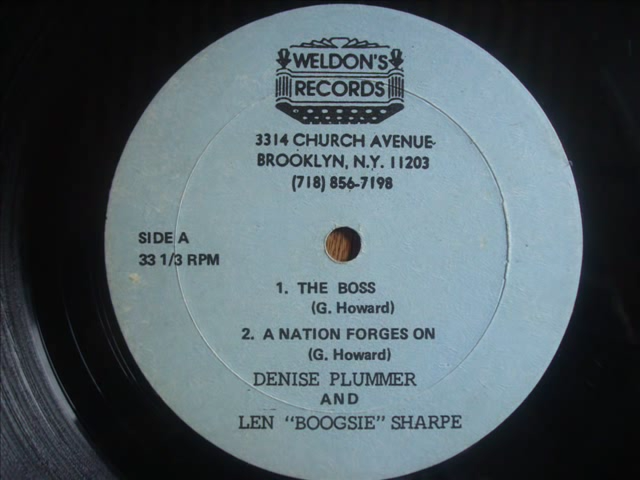 WELDON'S
RECORDS
3314 CHURCH AVENUE
BROOKLYN, N.Y. 11203
(718) 856-7198
SIDE A
33 1/3 RPM
1. THE BOSS
(G. Howard)
2. A NATION FORGES ON
(G. Howard)
DENISE PLUMMER
AND
LEN "BOOGSIE" SHARPE